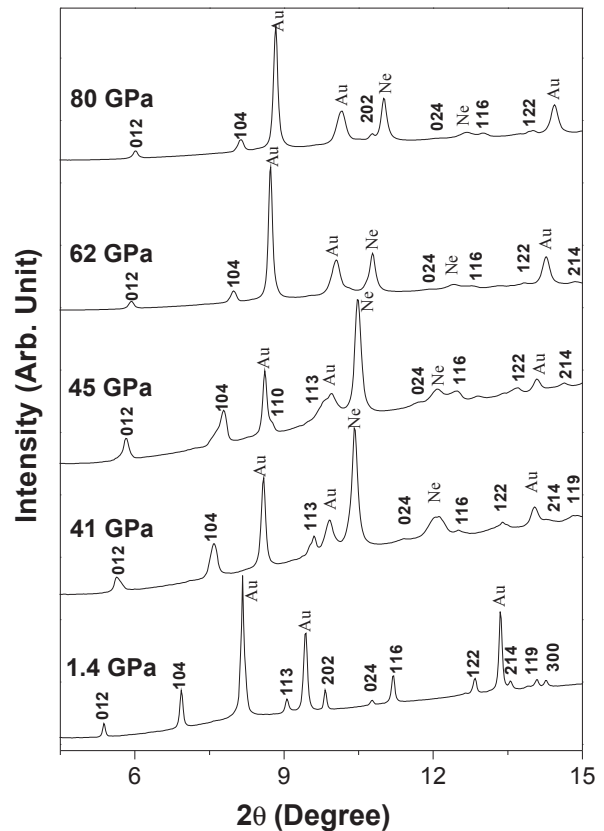 Au
80 GPa
012
104
Au
202
Ne
024
Ne
116
122
Au
62 GPa
012
104
Au
Au
Ne
024
Ne
116
122
Au
214
45 GPa
012
104
Au
110
113
Au
Ne
024
Ne
116
122
Au
214
41 GPa
012
104
Au
113
Au
Ne
024
Ne
116
122
Au
214
119
1.4 GPa
012
104
Au
113
Au
202
024
116
122
Au
214
119
300
6
9
12
15
2θ (Degree)
Intensity (Arb. Unit)